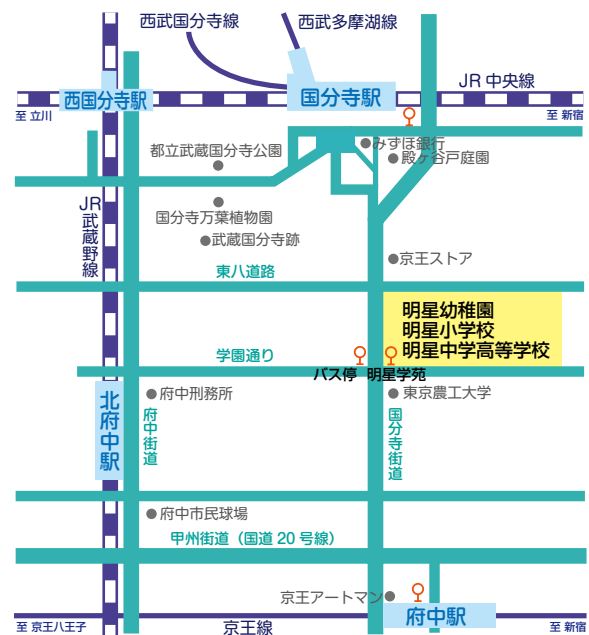 西武国分寺線
西武多摩湖線
JR 中央線
西国分寺駅
国分寺駅
至 立川
至 新宿
みずほ銀行
殿ヶ谷戸庭園
都立武蔵国分寺公園
JR武蔵野線
国分寺万葉植物園
武蔵国分寺跡
京王ストア
東八道路
明星幼稚園
明星小学校
明星中学高等学校
学園通り
バス停 明星学苑
北府中駅
府中刑務所
府中街道
国分寺街道
東京農工大学
府中市民球場
甲州街道（国道 20 号線）
京王アートマン
府中駅
至 京王八王子
京王線
至 新宿